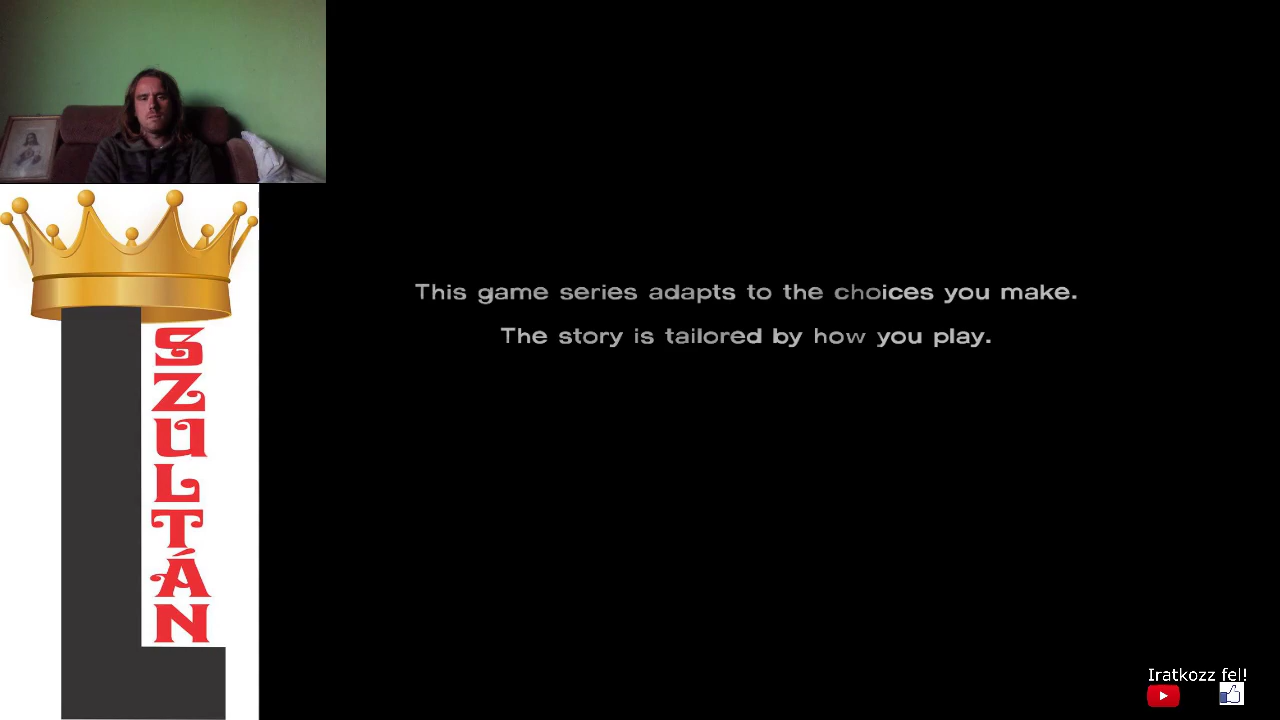 This game series adapts to the choices you make.
The story is tailored by how you play.
L
SZULTÁN
Iratkozz fel!